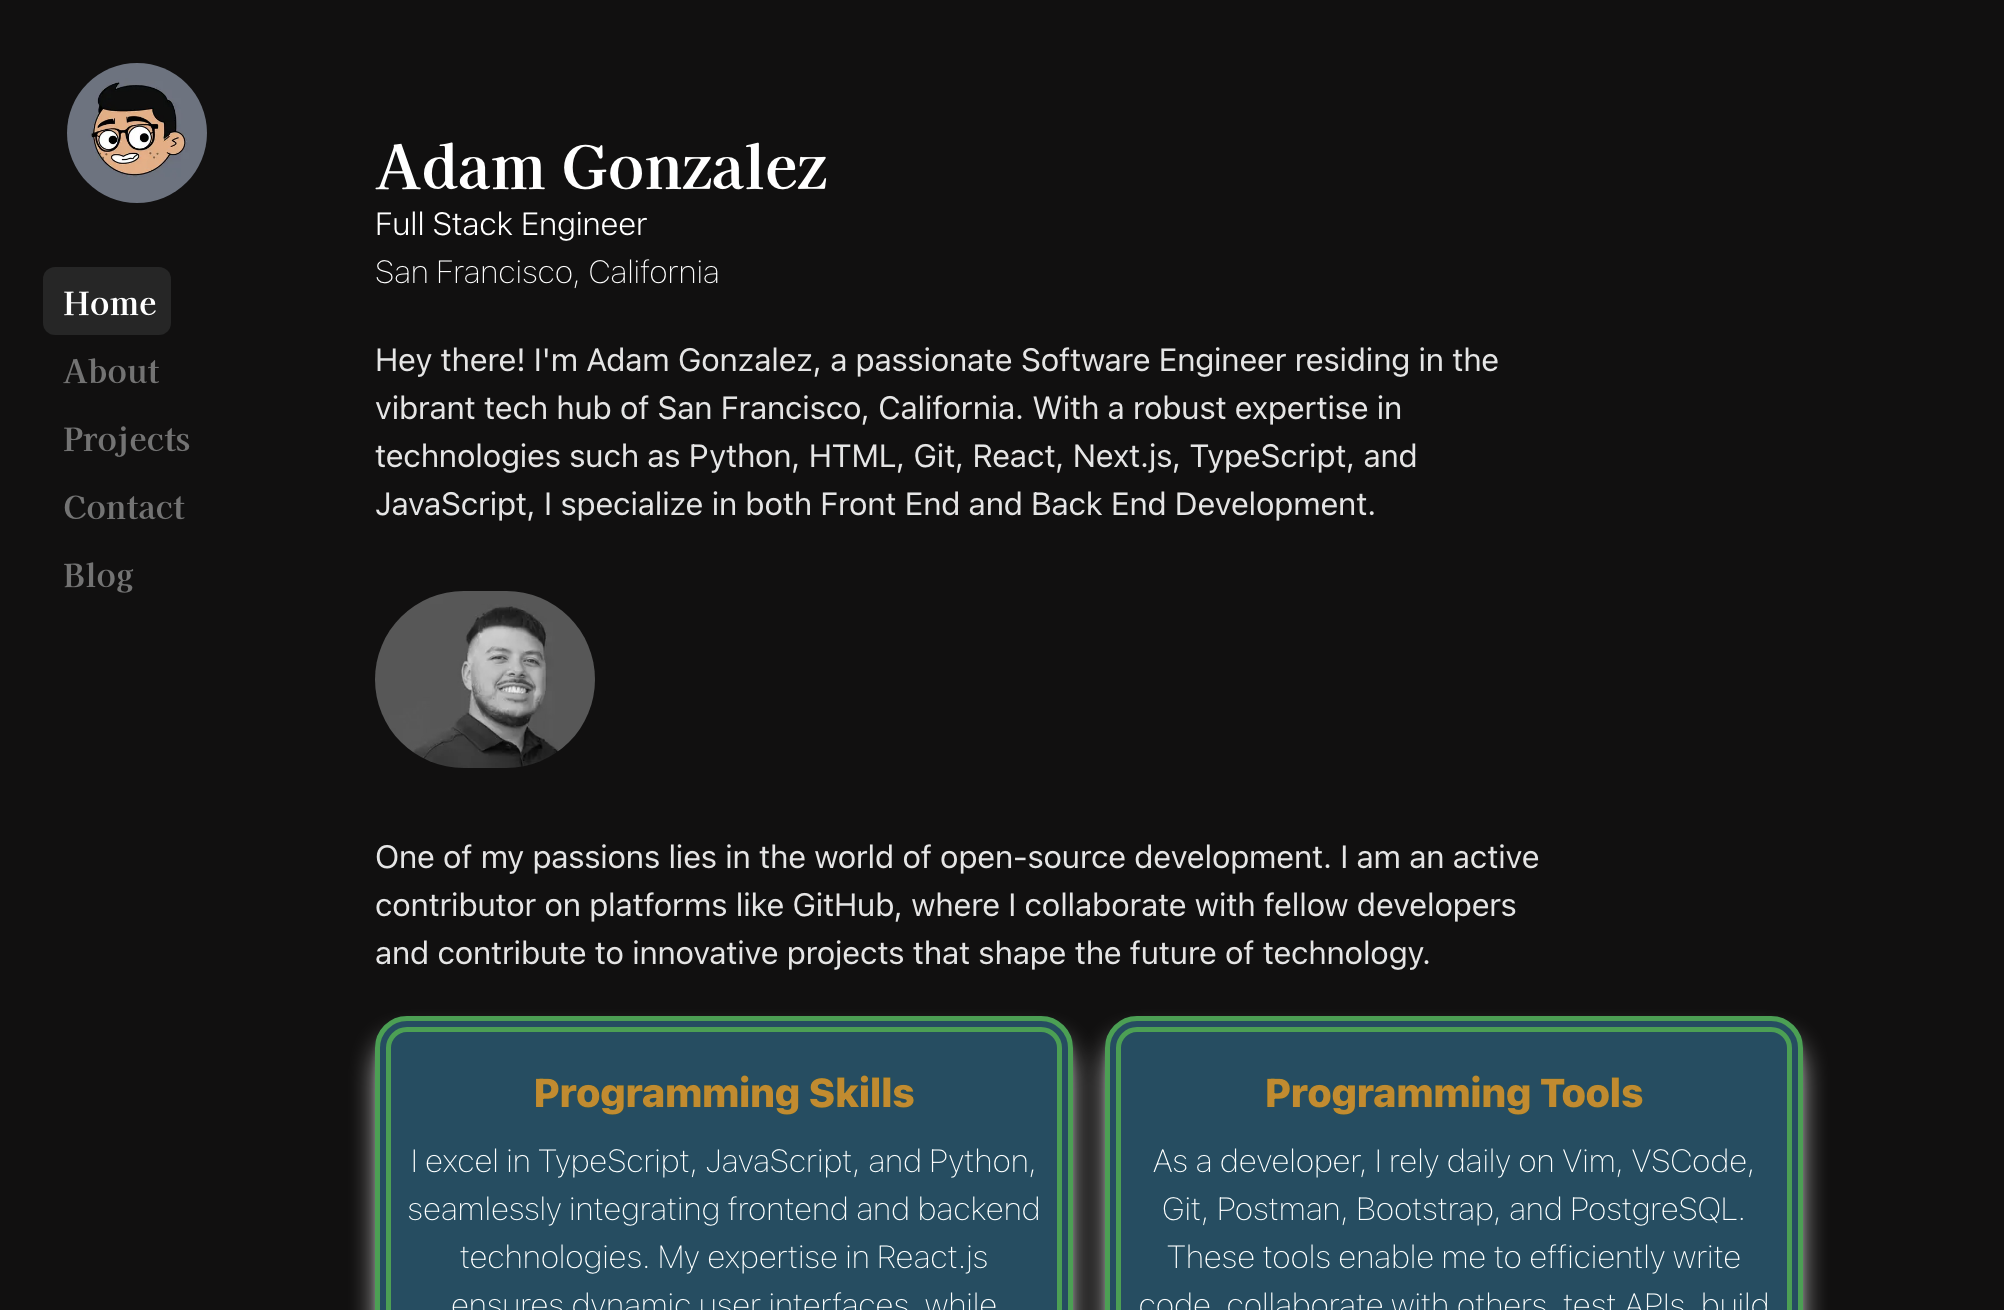 Home
About
Projects
Contact
Blog
Adam Gonzalez
Full Stack Engineer
San Francisco, California
Hey there! I'm Adam Gonzalez, a passionate Software Engineer residing in the
vibrant tech hub of San Francisco, California. With a robust expertise in
technologies such as Python, HTML, Git, React, Next.js, TypeScript, and
JavaScript, I specialize in both Front End and Back End Development.
One of my passions lies in the world of open-source development. I am an active
contributor on platforms like GitHub, where I collaborate with fellow developers
and contribute to innovative projects that shape the future of technology.
Programming Skills
I excel in TypeScript, JavaScript, and Python,
seamlessly integrating frontend and backend
technologies. My expertise in React.js
ensures dynamic user interfaces, while
Programming Tools
As a developer, I rely daily on Vim, VSCode,
Git, Postman, Bootstrap, and PostgreSQL.
These tools enable me to efficiently write
code, collaborate with others, test APIs, build